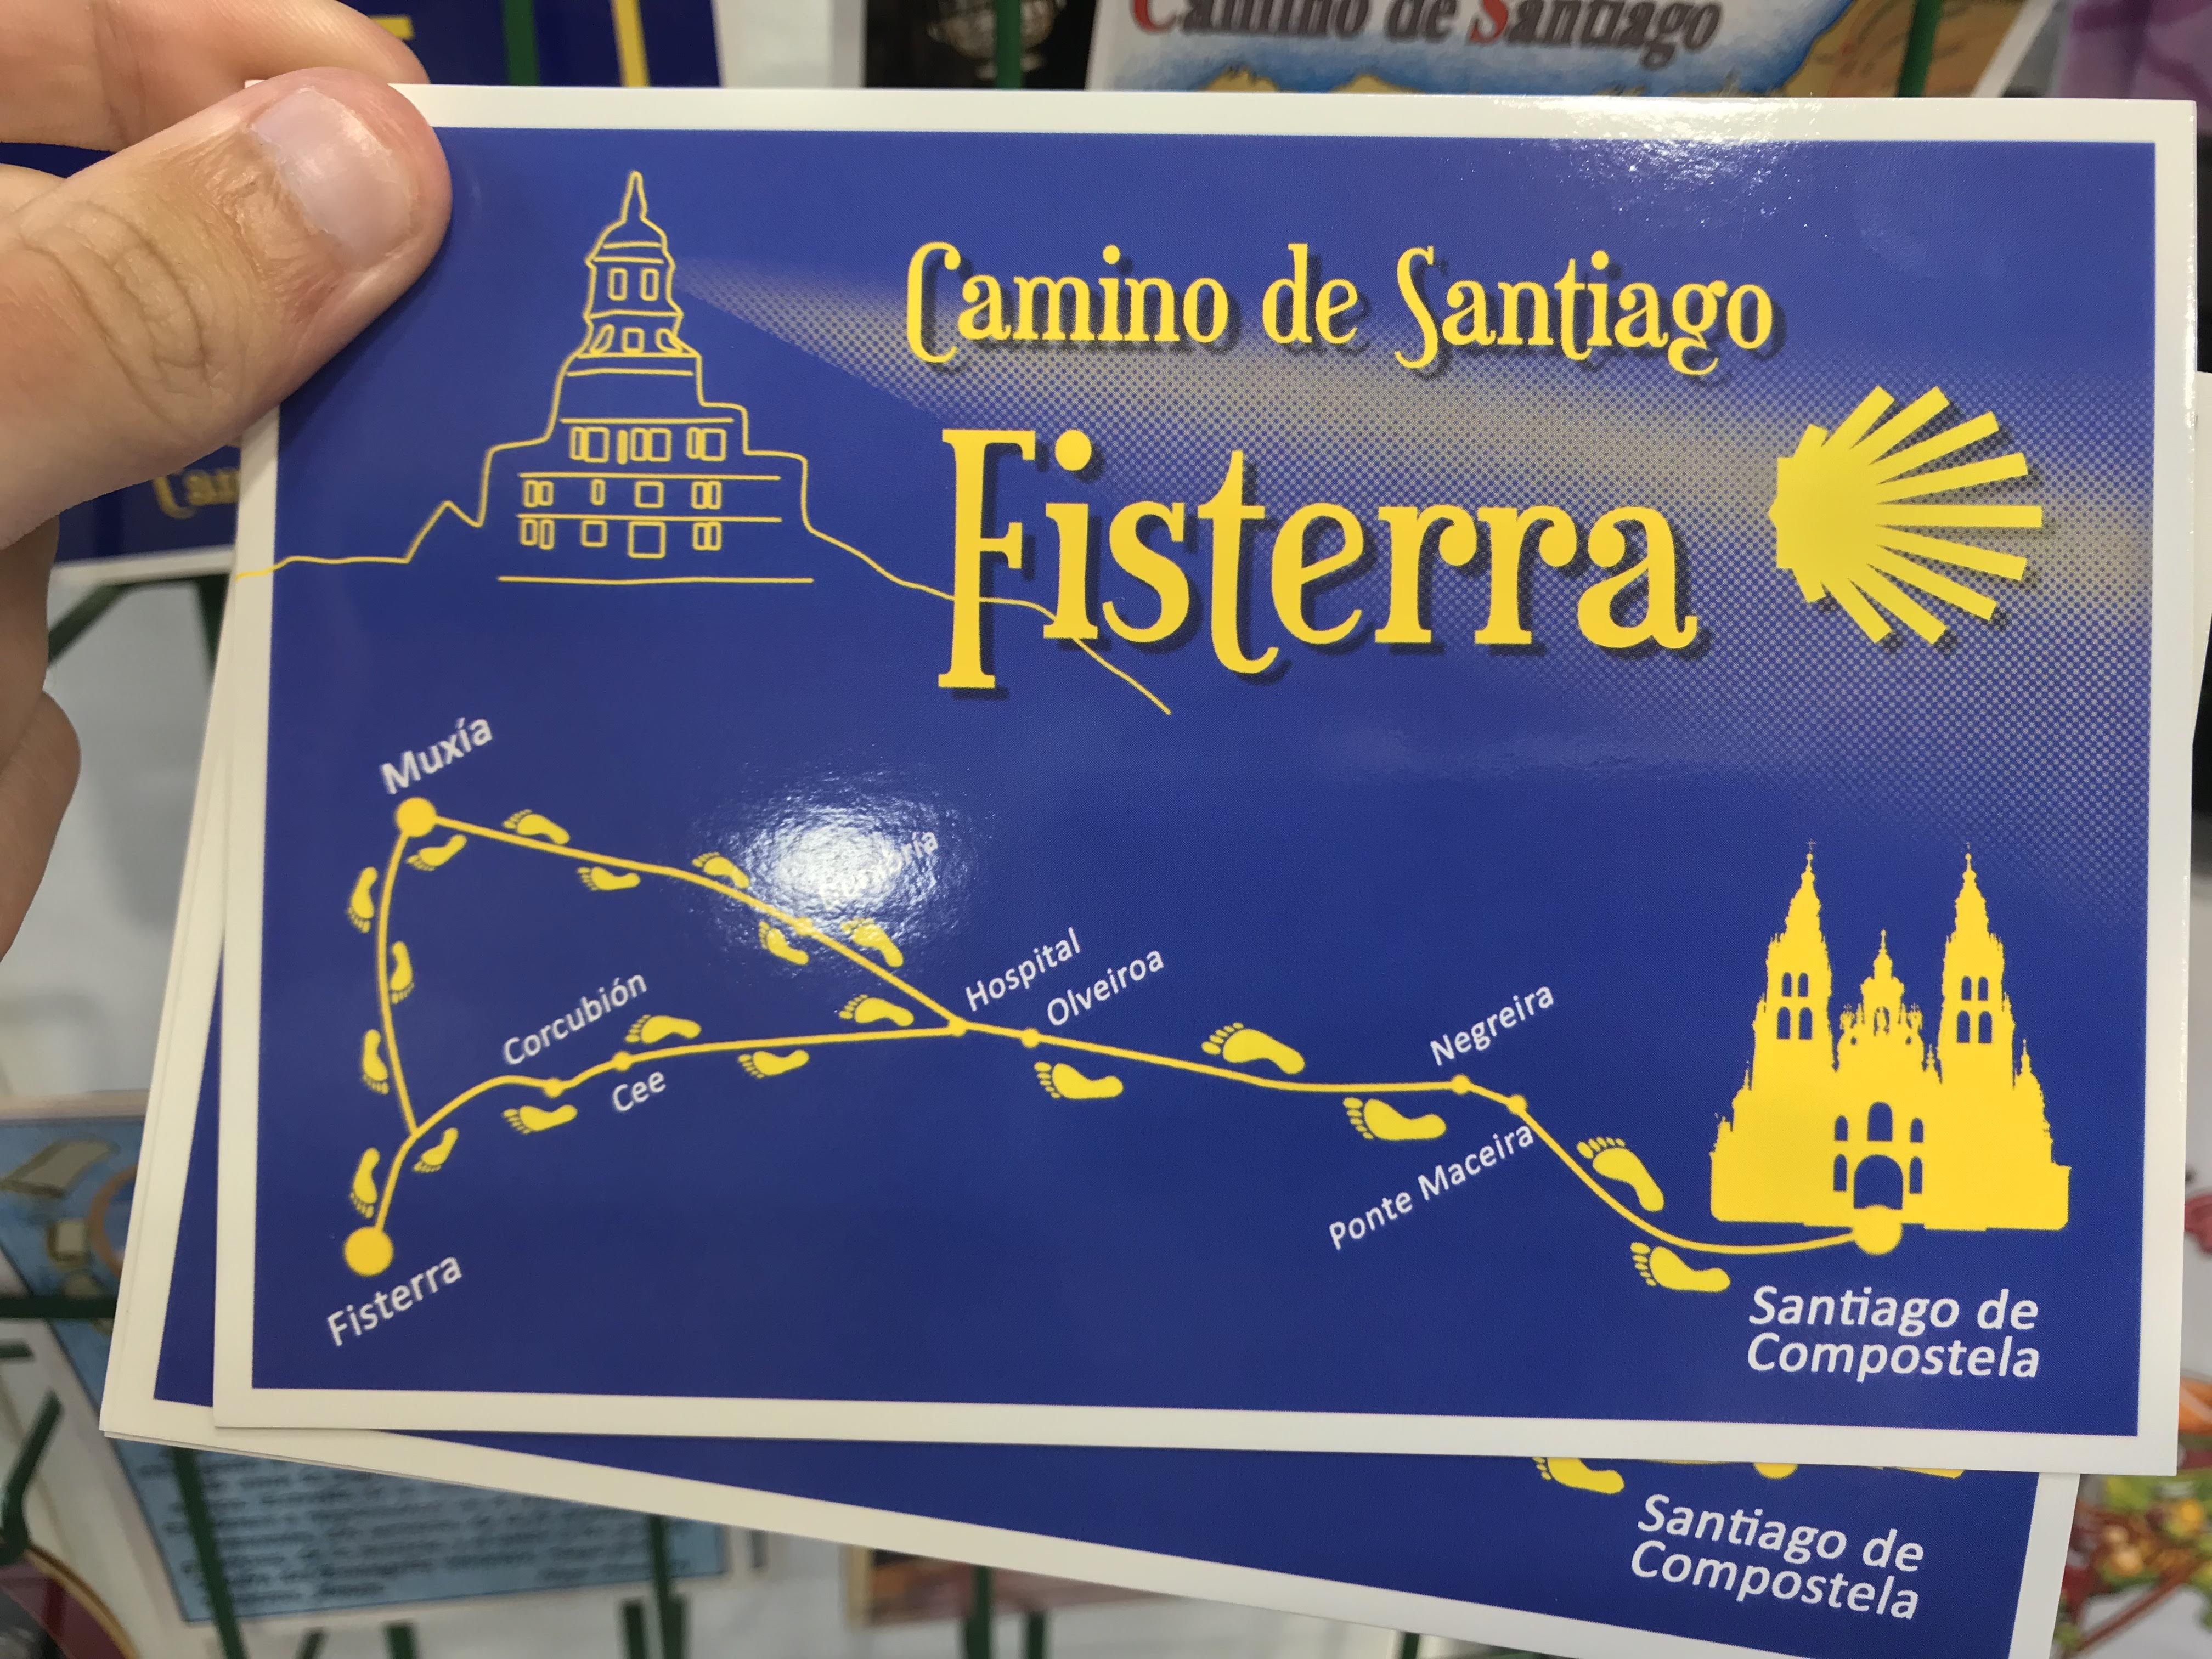 Camino de Santiago
Camino de Santiago
Fisterra
Muxía
Hospital
Olveiroa
Corcubión
Cee
Negreira
Ponte Maceira
Fisterra
Santiago de
Compostela
Santiago de
Compostela